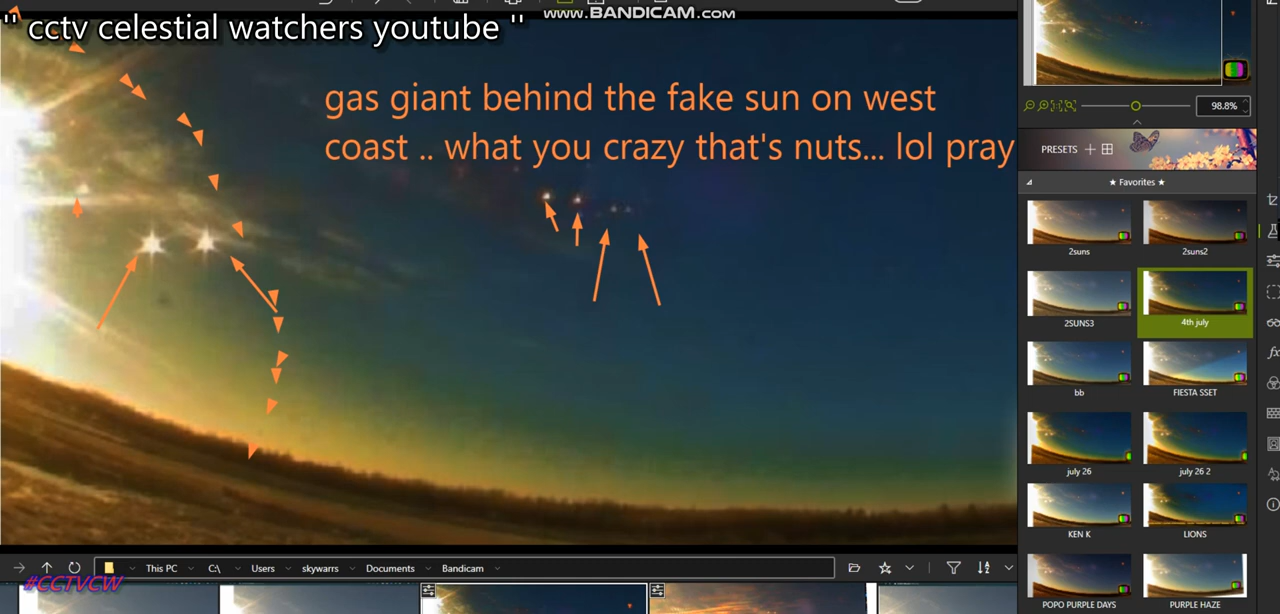 '' cctv celestial watchers youtube ''
www.BANDICAM.com
gas giant behind the fake sun on west
coast .. what you crazy that's nuts... lol pray
98.8%
PRESETS
★ Favorites ★
2suns
2suns2
2SUNS3
4th july
bb
FIESTA SSET
july 26
july 26 2
KEN K
LIONS
POPO PURPLE DAYS
PURPLE HAZE
This PC
C:\
Users
skywars
Documents
Bandicam
#CCTVCW